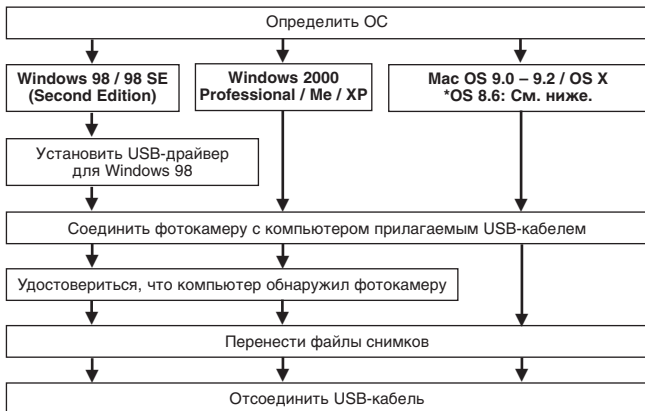 Определить ОС
Windows 98 / 98 SE
(Second Edition)
Windows 2000
Professional / Me / XP
Mac OS 9.0 – 9.2 / OS X
*OS 8.6: См. ниже.
Установить USB-драйвер
для Windows 98
Соединить фотокамеру с компьютером прилагаемым USB-кабелем
Удостовериться, что компьютер обнаружил фотокамеру
Перенести файлы снимков
Отсоединить USB-кабель